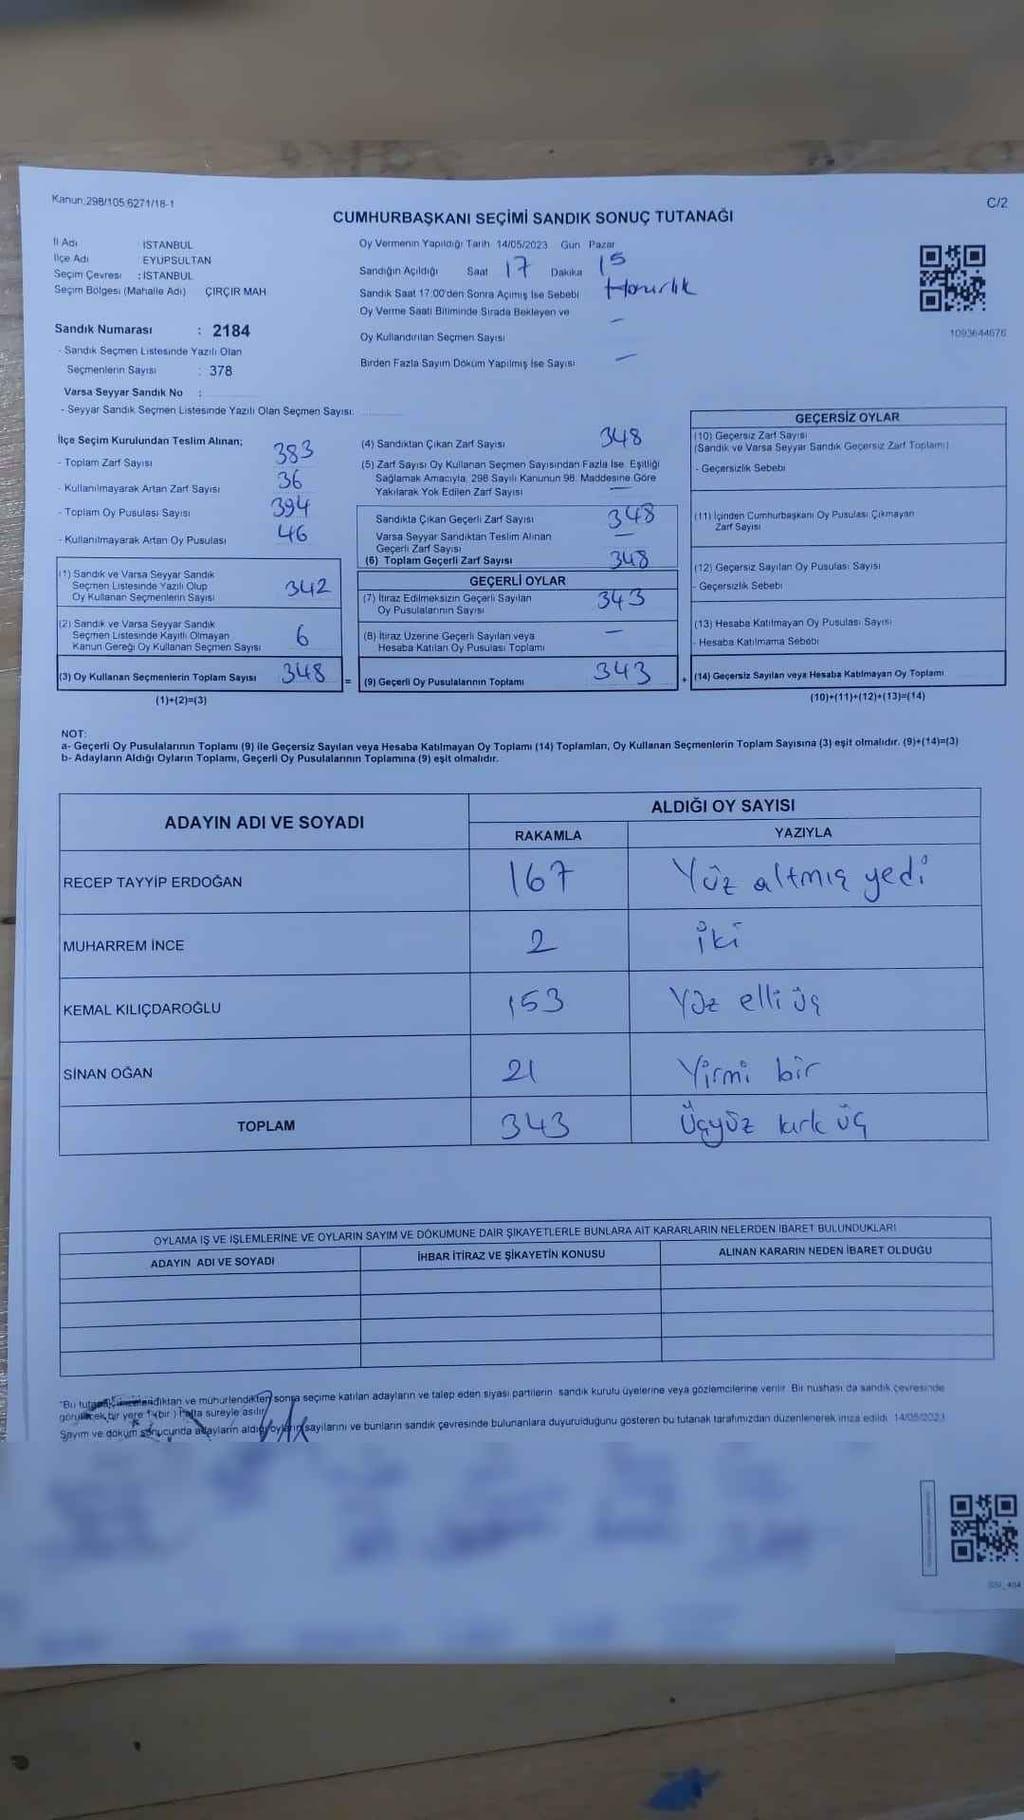 Kanun:298/105 6271/18-1
C/2
CUMHURBAŞKANI SEÇİMİ SANDIK SONUÇ TUTANAĞI
İl Adı İSTANBUL
İlçe Adı EYÜPSULTAN
Seçim Çevresi : İSTANBUL
Seçim Bölgesi (Mahalle Adı) ÇIRÇIR MAH
Sandık Numarası : 2184
- Sandık Seçmen Listesinde Yazılı Olan
Seçmenlerin Sayısı : 378
Varsa Seyyar Sandık No :
- Seyyar Sandık Seçmen Listesinde Yazılı Olan Seçmen Sayısı:
Oy Vermenin Yapıldığı Tarih 14/05/2023 Gün Pazar
Sandığın Açıldığı Saat 17 Dakika 15
Sandık Saat 17:00'den Sonra Açımış İse Sebebi Hazırlık
Oy Verme Saati Bitiminde Sırada Bekleyen ve
Oy Kullandırılan Seçmen Sayısı –
Birden Fazla Sayım Döküm Yapılmış İse Sayısı –
1093644676
İlçe Seçim Kurulundan Teslim Alınan;
- Toplam Zarf Sayısı 383
- Kullanılmayarak Artan Zarf Sayısı 36
- Toplam Oy Pusulası Sayısı 394
- Kullanılmayarak Artan Oy Pusulası 46
(1) Sandık ve Varsa Seyyar Sandık
Seçmen Listesinde Yazılı Olup
Oy Kullanan Seçmenlerin Sayısı 342
(2) Sandık ve Varsa Seyyar Sandık
Seçmen Listesinde Kayıtlı Olmayan
Kanun Gereği Oy Kullanan Seçmen Sayısı 6
(3) Oy Kullanan Seçmenlerin Toplam Sayısı 348
(1)+(2)=(3)
=
(4) Sandıktan Çıkan Zarf Sayısı 348
(5) Zarf Sayısı Oy Kullanan Seçmen Sayısından Fazla İse, Eşitliği
Sağlamak Amacıyla, 298 Sayılı Kanunun 98. Maddesine Göre
Yakılarak Yok Edilen Zarf Sayısı –
Sandıkta Çıkan Geçerli Zarf Sayısı 348
Varsa Seyyar Sandıktan Teslim Alınan
Geçerli Zarf Sayısı –
(6) Toplam Geçerli Zarf Sayısı 348
GEÇERLİ OYLAR
(7) İtiraz Edilmeksizin Geçerli Sayılan
Oy Pusulalarının Sayısı 343
(8) İtiraz Üzerine Geçerli Sayılan veya
Hesaba Katılan Oy Pusulası Toplamı –
(9) Geçerli Oy Pusulalarının Toplamı 343
+
GEÇERSİZ OYLAR
(10) Geçersiz Zarf Sayısı
(Sandık ve Varsa Seyyar Sandık Geçersiz Zarf Toplamı)
- Geçersizlik Sebebi
(11) İçinden Cumhurbaşkanı Oy Pusulası Çıkmayan
Zarf Sayısı
(12) Geçersiz Sayılan Oy Pusulası Sayısı
- Geçersizlik Sebebi
(13) Hesaba Katılmayan Oy Pusulası Sayısı
- Hesaba Katılmama Sebebi
(14) Geçersiz Sayılan veya Hesaba Katılmayan Oy Toplamı
(10)+(11)+(12)+(13)=(14)
NOT:
a- Geçerli Oy Pusulalarının Toplamı (9) ile Geçersiz Sayılan veya Hesaba Katılmayan Oy Toplamı (14) Toplamları, Oy Kullanan Seçmenlerin Toplam Sayısına (3) eşit olmalıdır. (9)+(14)=(3)
b- Adayların Aldığı Oyların Toplamı, Geçerli Oy Pusulalarının Toplamına (9) eşit olmalıdır.
ADAYIN ADI VE SOYADI
ALDIĞI OY SAYISI
RAKAMLA YAZIYLA
RECEP TAYYİP ERDOĞAN 167 Yüz altmış yedi
MUHARREM İNCE 2 iki
KEMAL KILIÇDAROĞLU 153 Yüz elli üç
SİNAN OĞAN 21 Yirmi bir
TOPLAM 343 Üçyüz kırk üç
OYLAMA İŞ VE İŞLEMLERİNE VE OYLARIN SAYIM VE DÖKÜMÜNE DAİR ŞİKAYETLERLE BUNLARA AİT KARARLARIN NELERDEN İBARET BULUNDUKLARI
ADAYIN ADI VE SOYADI İHBAR İTİRAZ VE ŞİKAYETİN KONUSU ALINAN KARARIN NEDEN İBARET OLDUĞU
"Bu tutanak, imzalandıktan ve mühürlendikten sonra seçime katılan adayların ve talep eden siyasi partilerin sandık kurulu üyelerine veya gözlemcilerine verilir. Bir nüshası da sandık çevresinde
görülecek bir yere 1 (bir) hafta süreyle asılır.
Sayım ve döküm sonucunda adayların aldığı oyların sayılarını ve bunların sandık çevresinde bulunanlara duyurulduğunu gösteren bu tutanak tarafımızdan düzenlenerek imza edildi. 14/05/2023